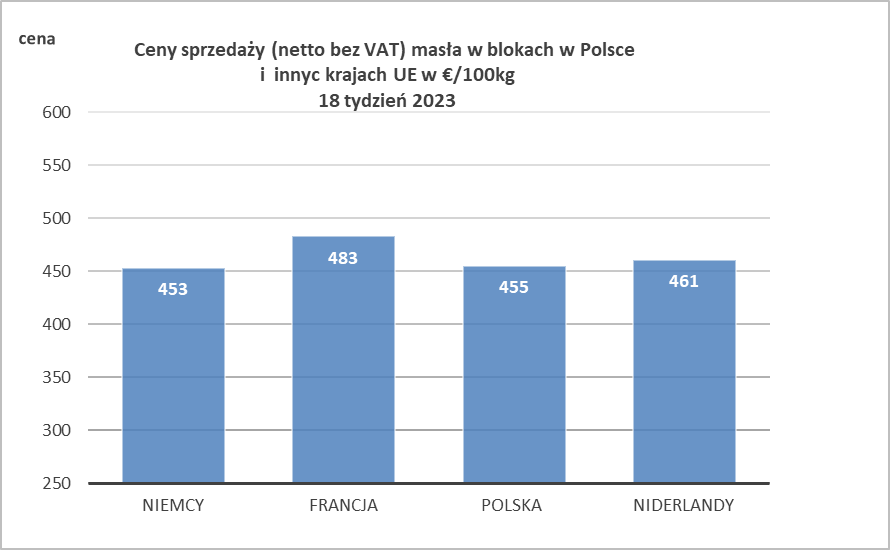 cena
Ceny sprzedaży (netto bez VAT) masła w blokach w Polsce
i innyc krajach UE w €/100kg
18 tydzień 2023
600
550
500
450
400
350
300
250
453
483
455
461
NIEMCY
FRANCJA
POLSKA
NIDERLANDY